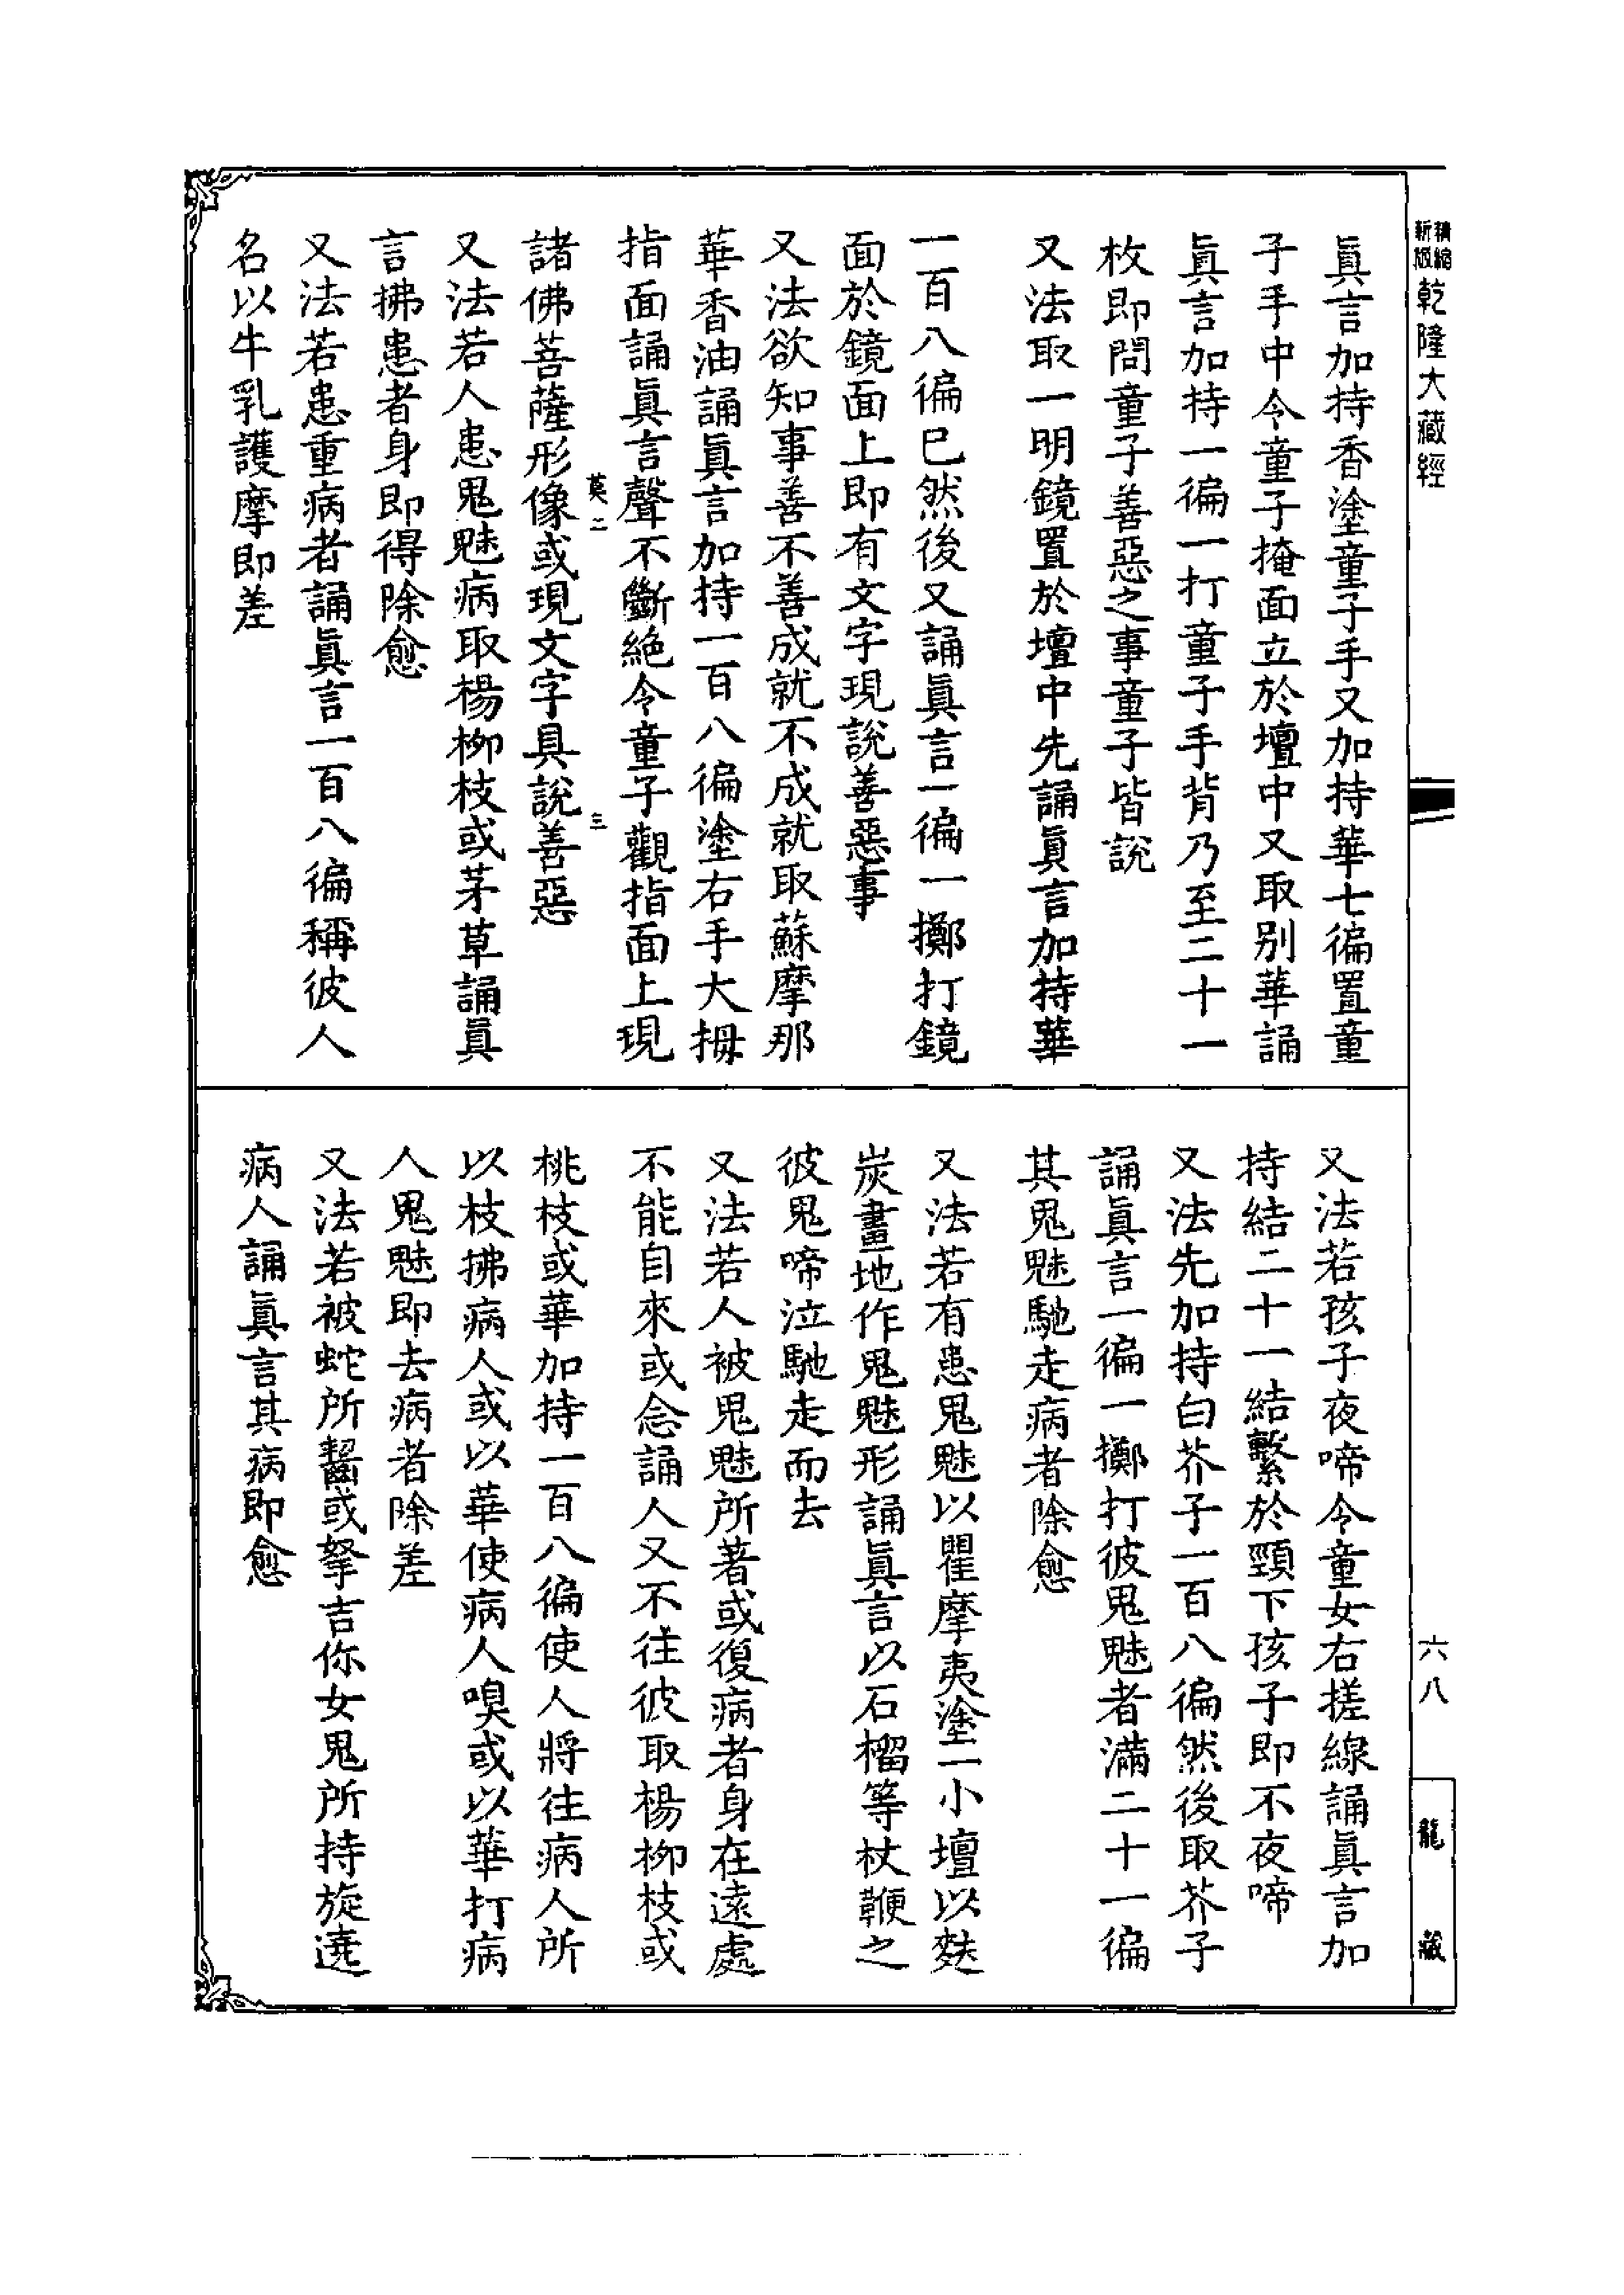 精縮新版乾隆大藏經
眞言加持香塗童子手又加持華七徧置童
子手中令童子掩面立於壇中又取別華誦
眞言加持一徧一打童子手背乃至二十一
枚即問童子善惡之事童子皆說
又法取一明鏡置於壇中先誦眞言加持華
一百八徧已然後又誦眞言一徧一擲打鏡
面於鏡面上即有文字現說善惡事
又法欲知事善不善成就不成就取蘇摩那
華香油誦眞言加持一百八徧塗右手大拇
指面誦眞言聲不斷絕令童子觀指面上現
莫二
三
諸佛菩薩形像或現文字具說善惡
又法若人患鬼魅病取楊柳枝或茅草誦眞
言拂患者身即得除愈
又法若患重病者誦眞言一百八徧稱彼人
名以牛乳護摩即差
又法若孩子夜啼令童女右搓線誦眞言加
持結二十一結繫於頸下孩子即不夜啼
又法先加持白芥子一百八徧然後取芥子
誦眞言一徧一擲打彼鬼魅者滿二十一徧
其鬼魅馳走病者除愈
又法若有患鬼魅以瞿摩夷塗一小壇以麩
炭畫地作鬼魅形誦眞言以石榴等杖鞭之
彼鬼啼泣馳走而去
又法若人被鬼魅所著或復病者身在遠處
不能自來或念誦人又不往彼取楊柳枝或
桃枝或華加持一百八徧使人將往病人所
以枝拂病人或以華使病人嗅或以華打病
人鬼魅即去病者除差
又法若被蛇所齧或拏吉你女鬼所持旋遶
病人誦眞言其病即愈
六八
龍藏